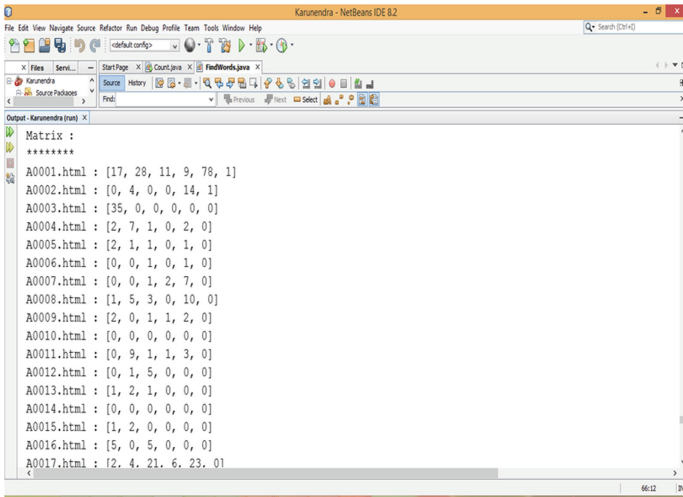 Karunendra - NetBeans IDE 8.2
File Edit View Navigate Source Refactor Run Debug Profile Team Tools Window Help
Search (Ctrl+I)
<default config>
Files Servi... Start Page Count.java FindWords.java
Karunendra
Source Packages
Source History
Find: Previous Next Select
Output - Karunendra (run)
Matrix :
********
A0001.html : [17, 28, 11, 9, 78, 1]
A0002.html : [0, 4, 0, 0, 14, 1]
A0003.html : [35, 0, 0, 0, 0, 0]
A0004.html : [2, 7, 1, 0, 2, 0]
A0005.html : [2, 1, 1, 0, 1, 0]
A0006.html : [0, 0, 1, 0, 1, 0]
A0007.html : [0, 0, 1, 2, 7, 0]
A0008.html : [1, 5, 3, 0, 10, 0]
A0009.html : [2, 0, 1, 1, 2, 0]
A0010.html : [0, 0, 0, 0, 0, 0]
A0011.html : [0, 9, 1, 1, 3, 0]
A0012.html : [0, 1, 5, 0, 0, 0]
A0013.html : [1, 2, 1, 0, 0, 0]
A0014.html : [0, 0, 0, 0, 0, 0]
A0015.html : [1, 2, 0, 0, 0, 0]
A0016.html : [5, 0, 5, 0, 0, 0]
A0017.html : [2, 4, 21, 6, 23, 0]
66:12